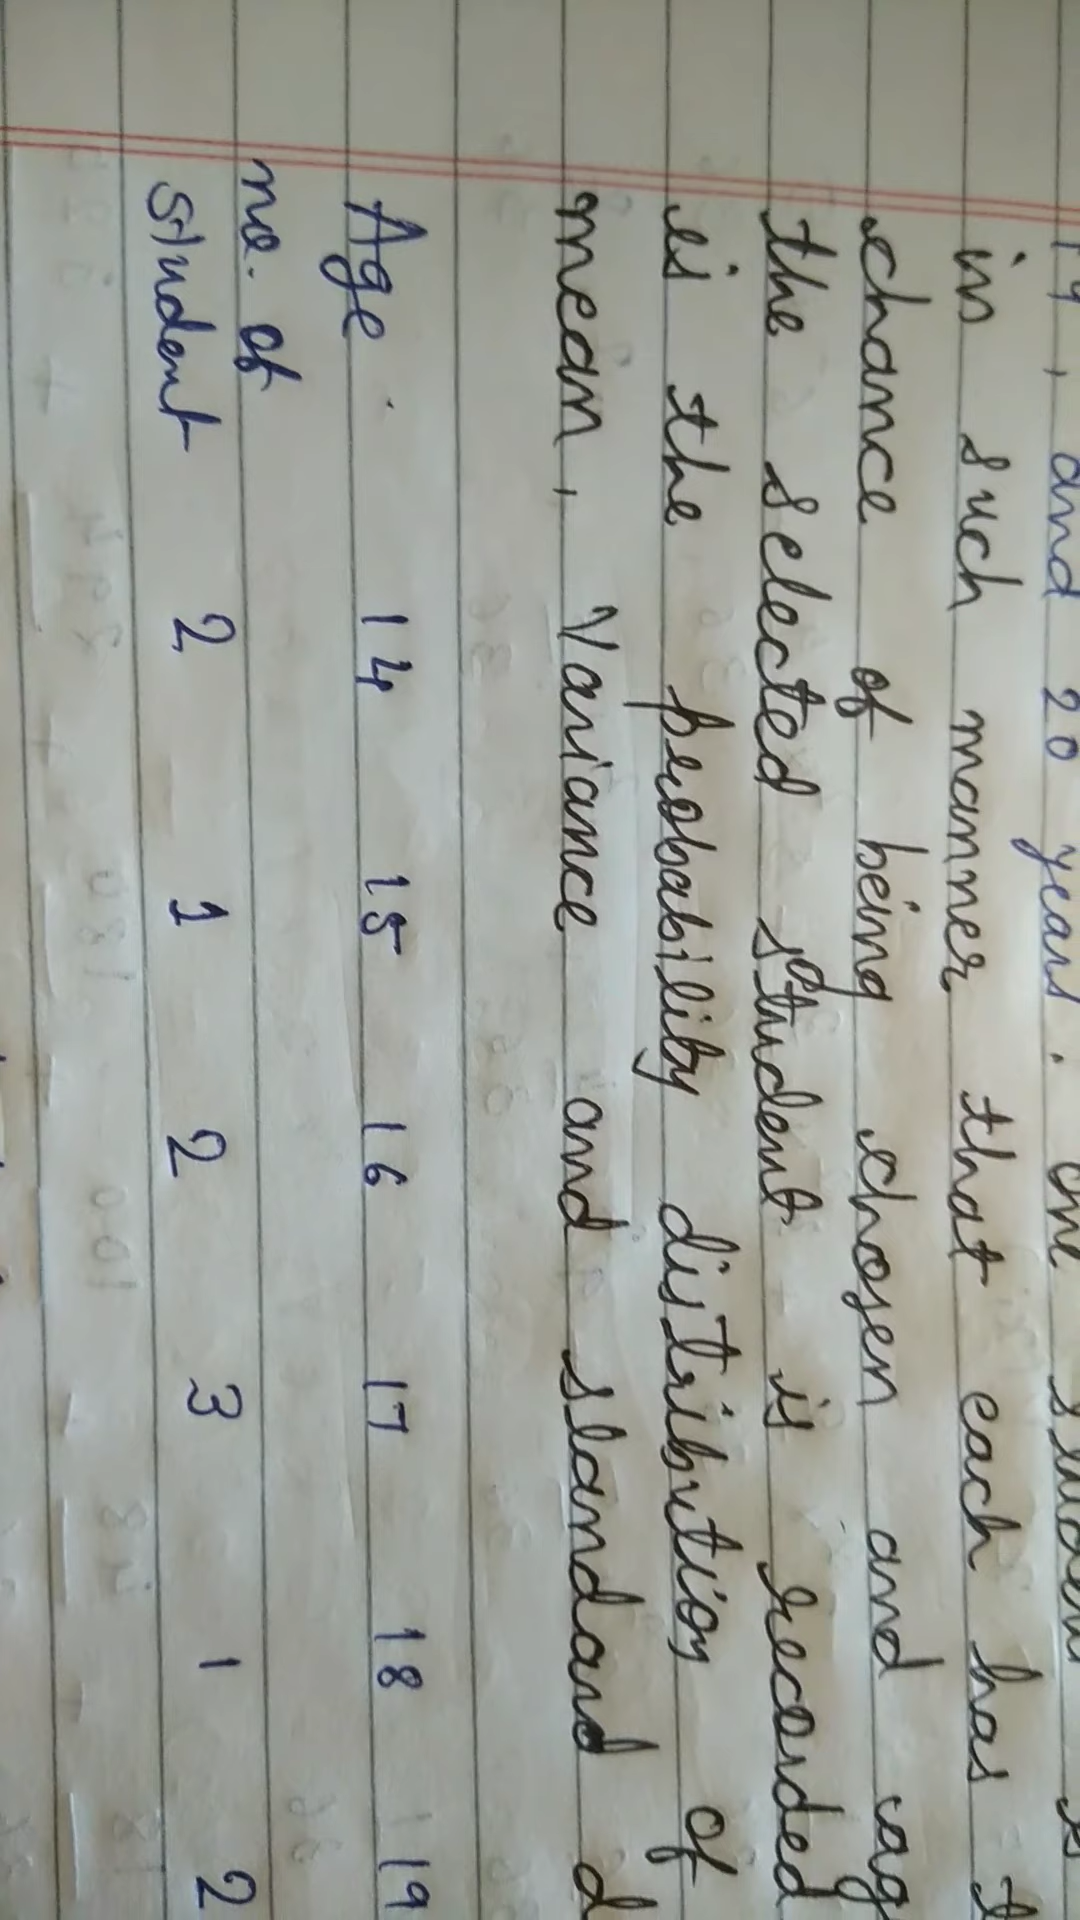 19, and 20 years. One
in such manner that each has
chance of being chosen and
the selected student is recorded
is the probability distribution of
mean, Variance and standard
Age 14 15 16 17 18 19
no. of
student 2 1 2 3 1 2